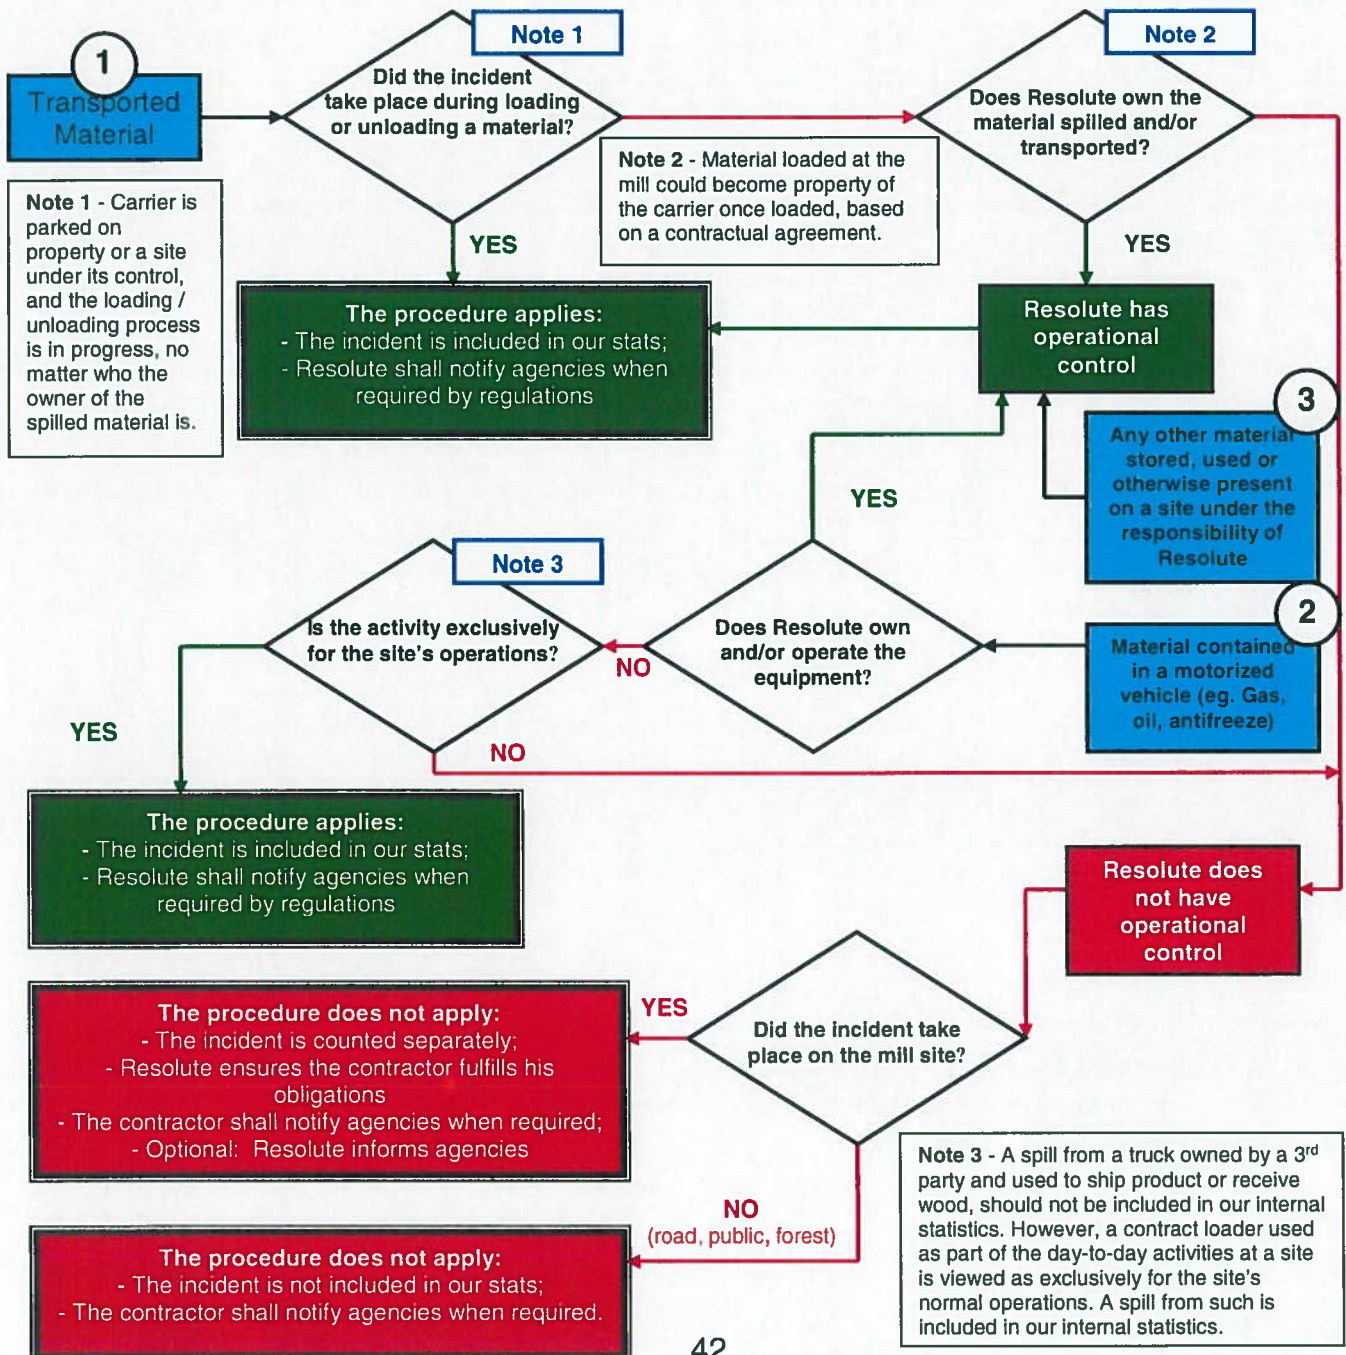 1
Transported
Material
Note 1
Did the incident
take place during loading
or unloading a material?
Note 2
Does Resolute own the
material spilled and/or
transported?
Note 1 - Carrier is
parked on
property or a site
under its control,
and the loading /
unloading process
is in progress, no
matter who the
owner of the
spilled material is.
Note 2 - Material loaded at the
mill could become property of
the carrier once loaded, based
on a contractual agreement.
YES
YES
The procedure applies:
- The incident is included in our stats;
- Resolute shall notify agencies when
required by regulations
Resolute has
operational
control
3
Any other material
stored, used or
otherwise present
on a site under the
responsibility of
Resolute
YES
Note 3
Is the activity exclusively
for the site's operations?
NO
Does Resolute own
and/or operate the
equipment?
2
Material contained
in a motorized
vehicle (eg. Gas,
oil, antifreeze)
YES
NO
The procedure applies:
- The incident is included in our stats;
- Resolute shall notify agencies when
required by regulations
Resolute does
not have
operational
control
The procedure does not apply:
- The incident is counted separately;
- Resolute ensures the contractor fulfills his
obligations
- The contractor shall notify agencies when required;
- Optional: Resolute informs agencies
YES
Did the incident take
place on the mill site?
NO
(road, public, forest)
The procedure does not apply:
- The incident is not included in our stats;
- The contractor shall notify agencies when required.
Note 3 - A spill from a truck owned by a 3rd
party and used to ship product or receive
wood, should not be included in our internal
statistics. However, a contract loader used
as part of the day-to-day activities at a site
is viewed as exclusively for the site's
normal operations. A spill from such is
included in our internal statistics.
42